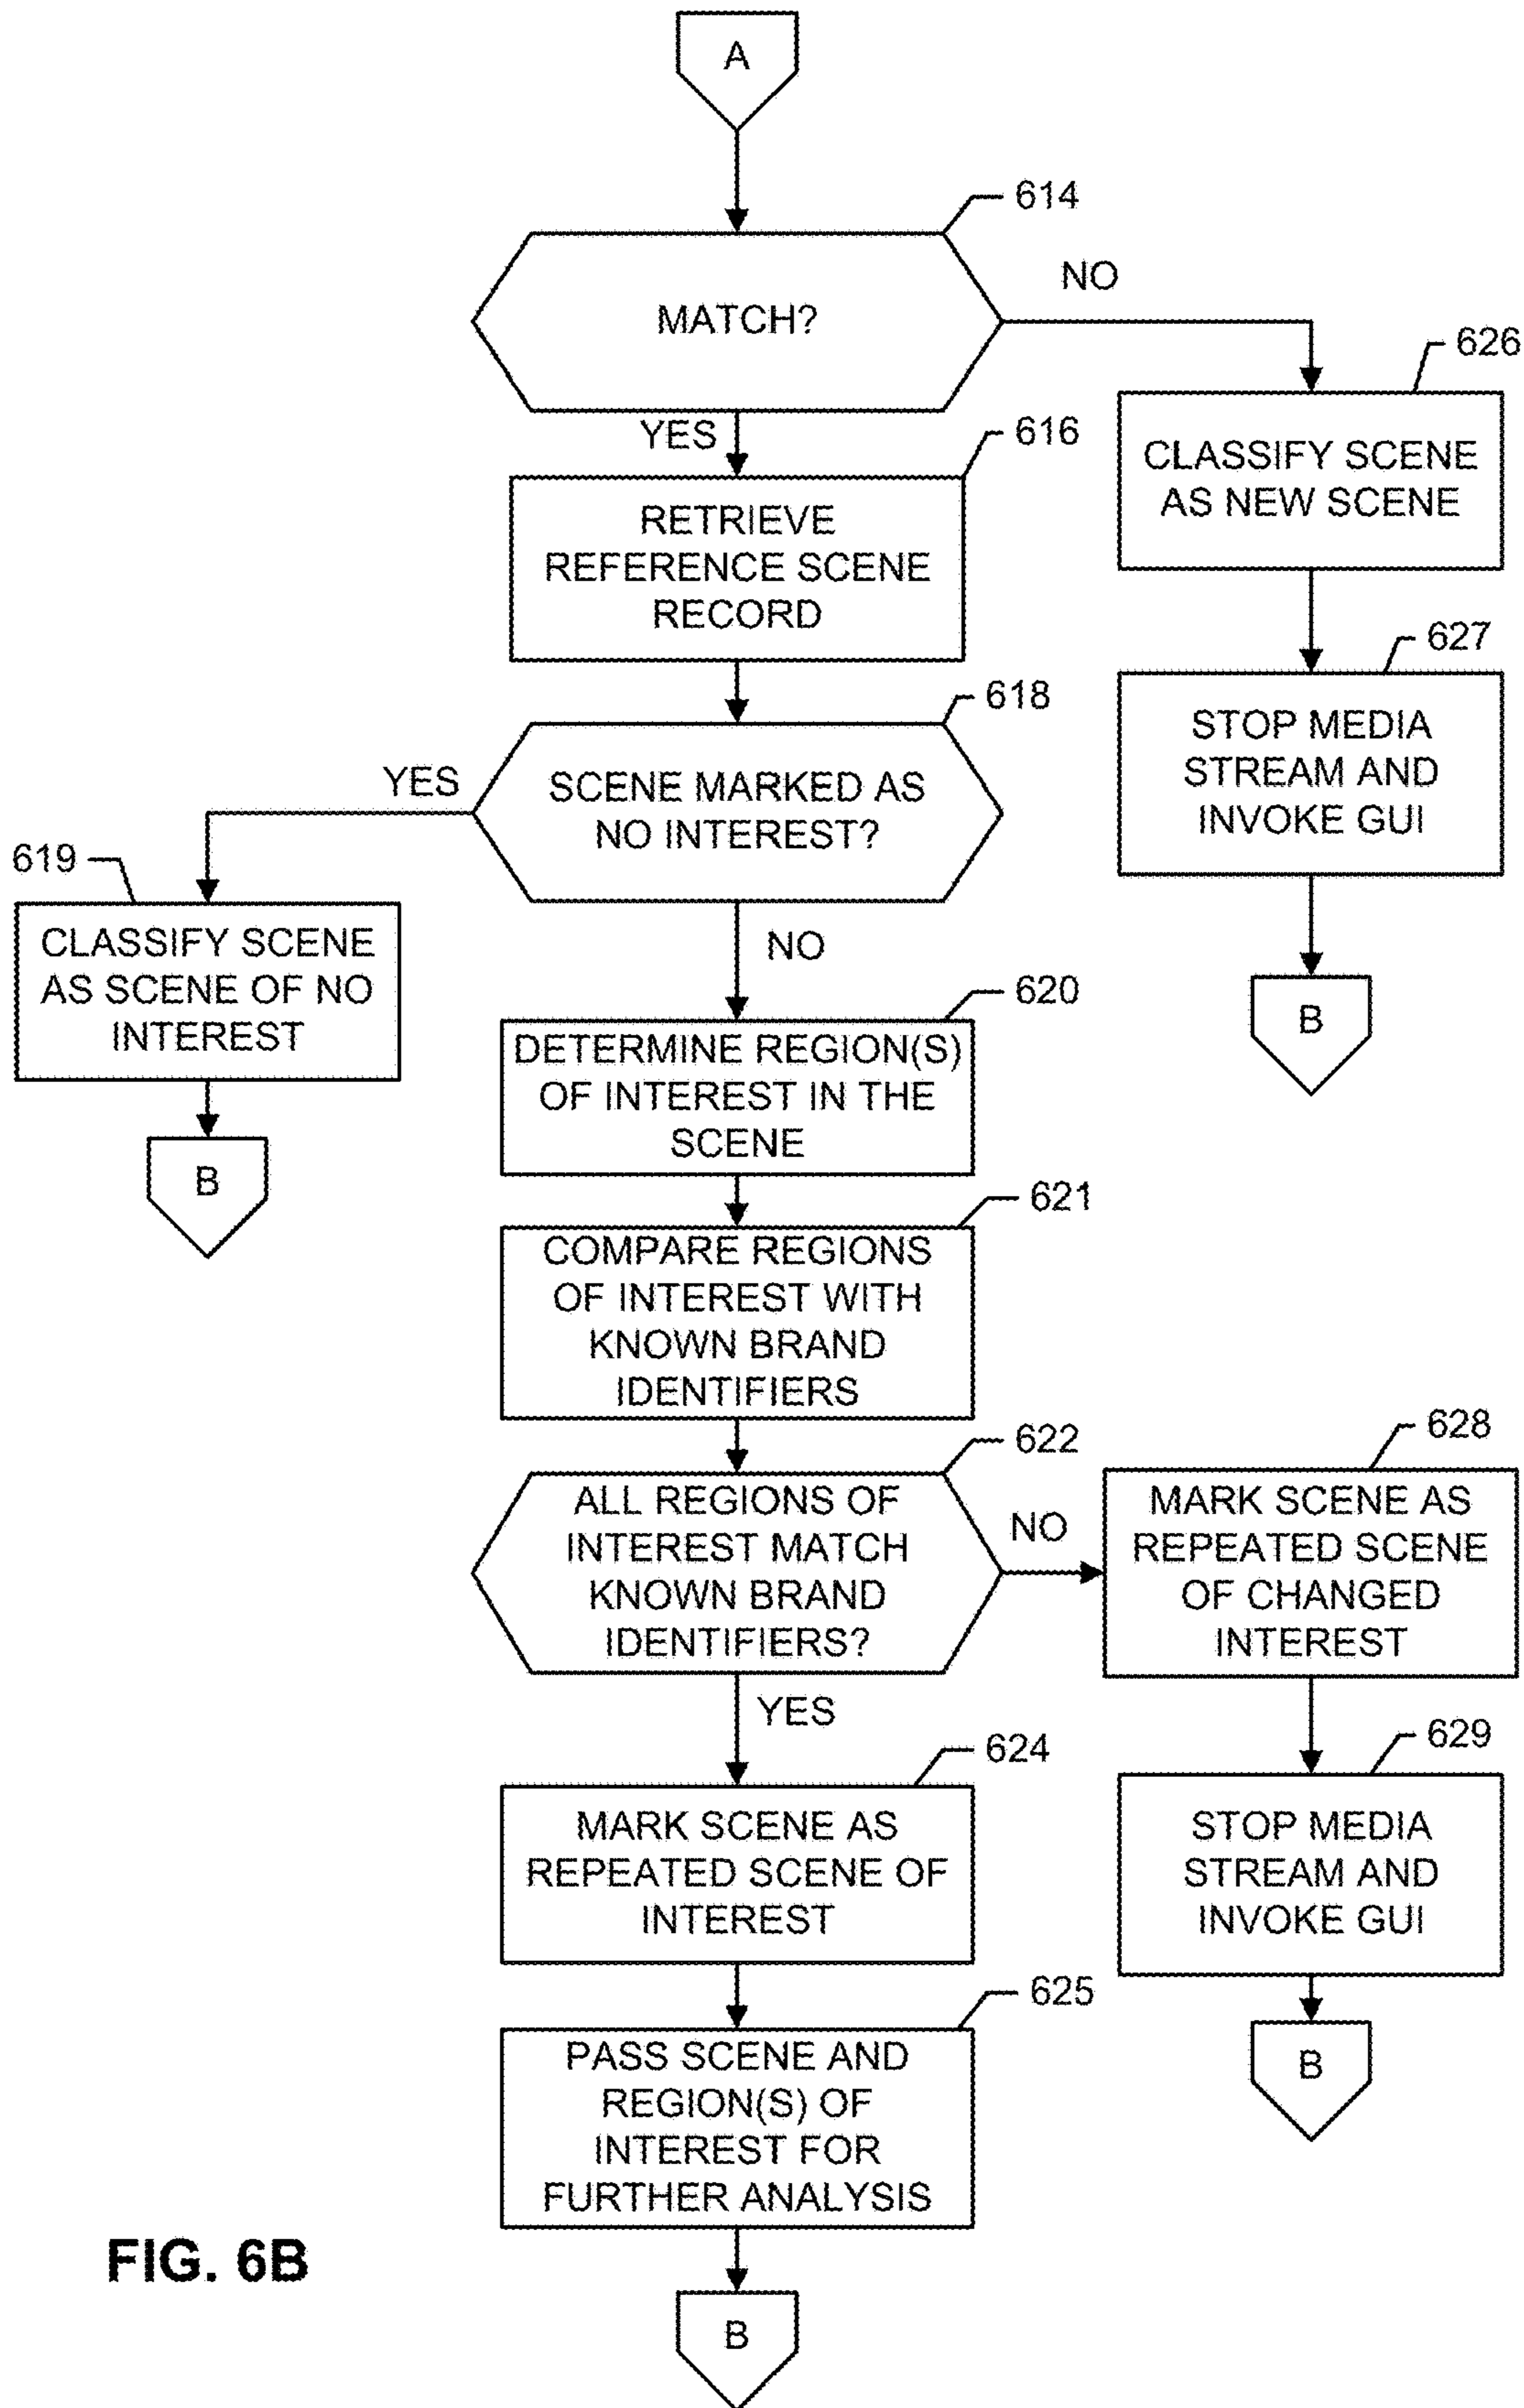 A
614
MATCH?
NO
626
YES
616
CLASSIFY SCENE
AS NEW SCENE
RETRIEVE
REFERENCE SCENE
RECORD
627
618
STOP MEDIA
STREAM AND
INVOKE GUI
YES
SCENE MARKED AS
NO INTEREST?
619
CLASSIFY SCENE
AS SCENE OF NO
INTEREST
NO
620
B
DETERMINE REGION(S)
OF INTEREST IN THE
SCENE
B
621
COMPARE REGIONS
OF INTEREST WITH
KNOWN BRAND
IDENTIFIERS
622
628
ALL REGIONS OF
INTEREST MATCH
KNOWN BRAND
IDENTIFIERS?
NO
MARK SCENE AS
REPEATED SCENE
OF CHANGED
INTEREST
YES
624
629
MARK SCENE AS
REPEATED SCENE OF
INTEREST
STOP MEDIA
STREAM AND
INVOKE GUI
625
PASS SCENE AND
REGION(S) OF
INTEREST FOR
FURTHER ANALYSIS
B
FIG. 6B
B